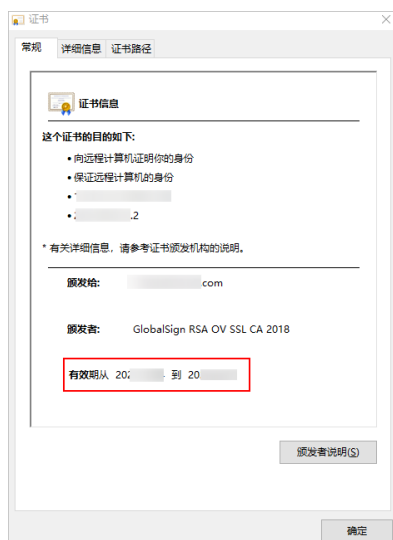 证书
常规 详细信息 证书路径
证书信息
这个证书的目的如下:
• 向远程计算机证明你的身份
• 保证远程计算机的身份
•
• .2
* 有关详细信息, 请参考证书颁发机构的说明。
颁发给: .com
颁发者: GlobalSign RSA OV SSL CA 2018
有效期从 202 到 20
颁发者说明(S)
确定